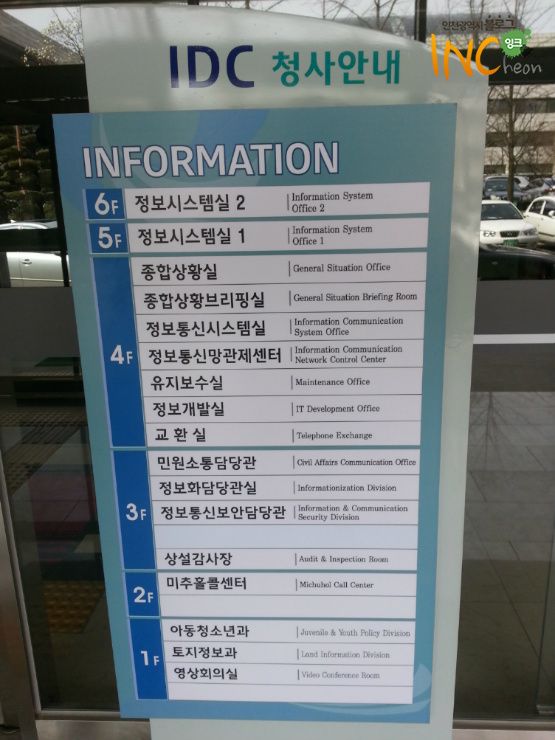 인천광역시 블로그
INCheon
잉크
IDC 청사안내
INFORMATION
6F 정보시스템실 2 Information System
Office 2
5F 정보시스템실 1 Information System
Office 1
4F
종합상황실 General Situation Office
종합상황브리핑실 General Situation Briefing Room
정보통신시스템실 Information Communication
System Office
정보통신망관제센터 Information Communication
Network Control Center
유지보수실 Maintenance Office
정보개발실 IT Development Office
교 환 실 Telephone Exchange
3F
민원소통담당관 Civil Affairs Communication Office
정보화담당관실 Informationization Division
정보통신보안담당관 Information & Communication
Security Division
상설감사장 Audit & Inspection Room
2F 미추홀콜센터 Michuhol Call Center
1F
아동청소년과 Juvenile & Youth Policy Division
토지정보과 Land Information Division
영상회의실 Video Conference Room